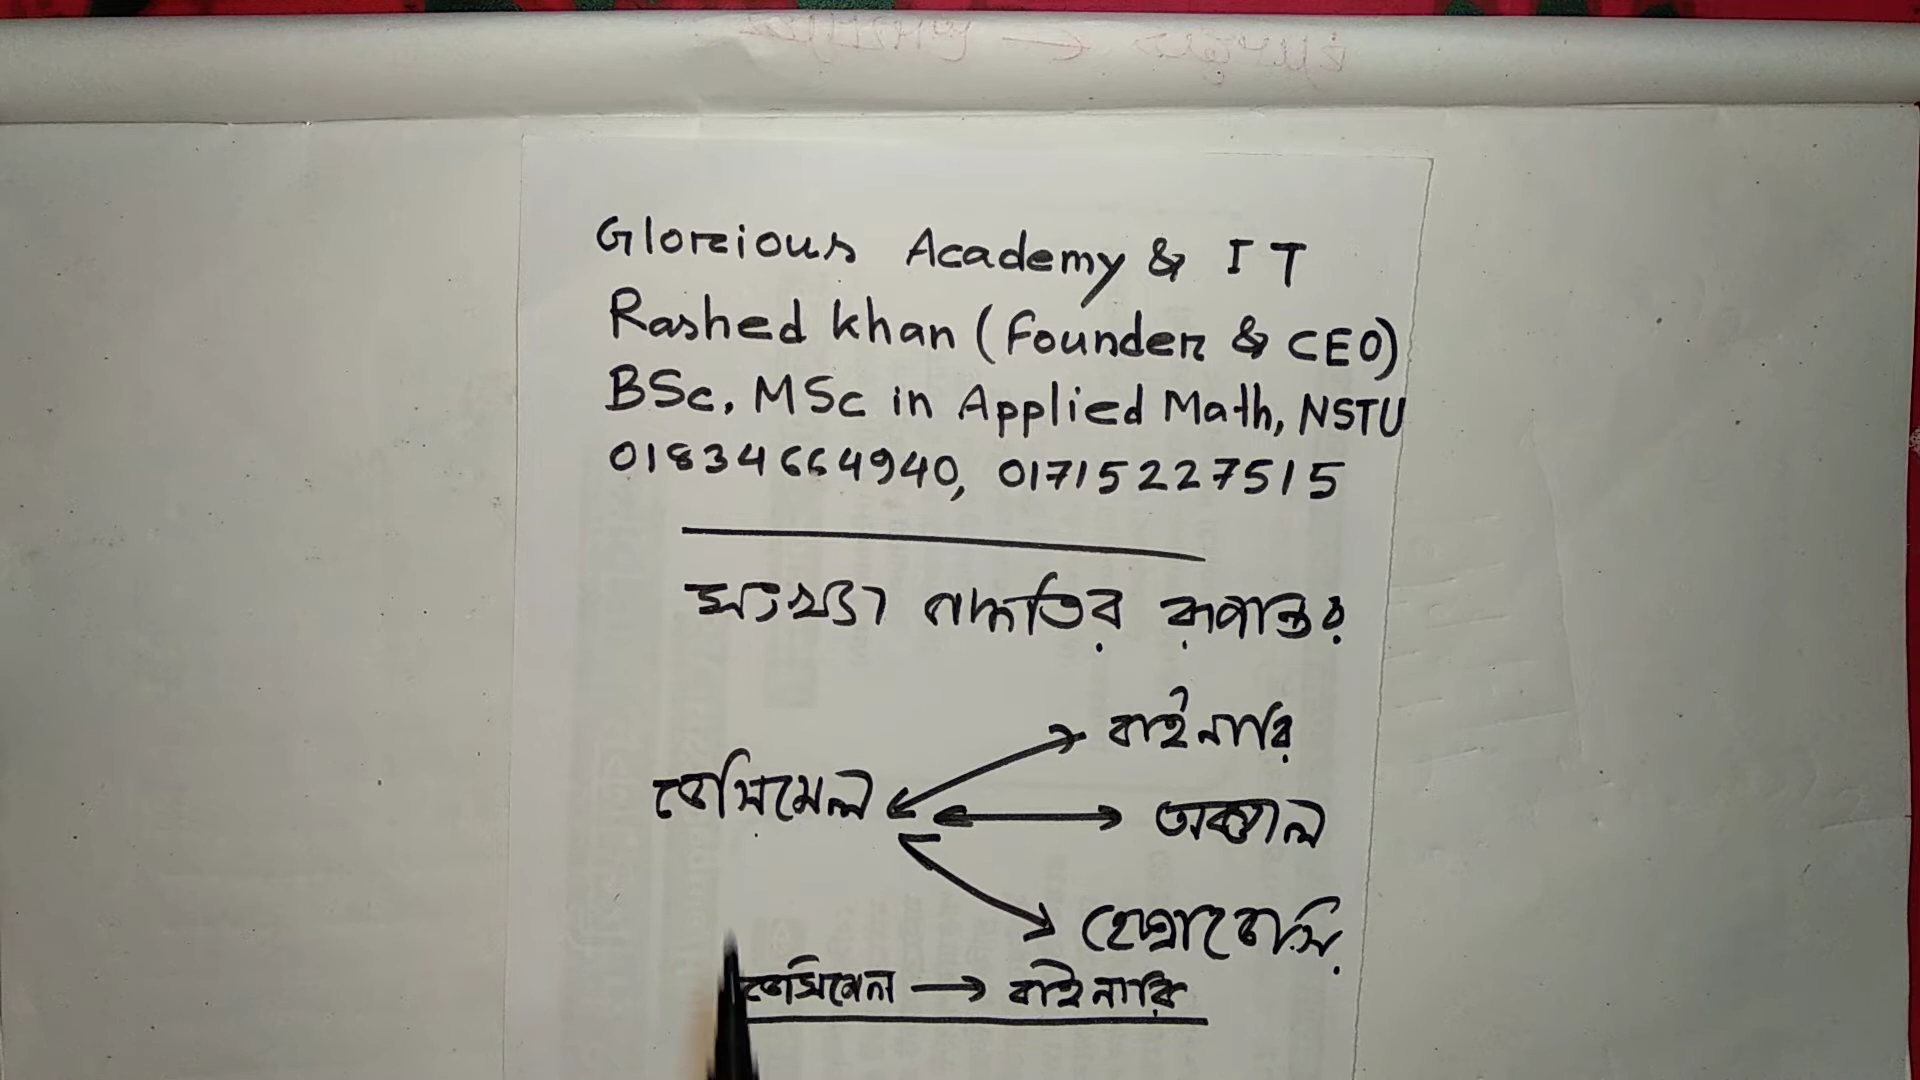 Glorious Academy & IT
Rashed Khan (Founder & CEO)
BSc, MSc in Applied Math, NSTU
01834664940, 01715227515
সংখ্যা পদ্ধতির রূপান্তর
বাইনারি
ডেসিমেল
অক্টাল
হেক্সাডেসি.
ডেসিমেল → বাইনারি